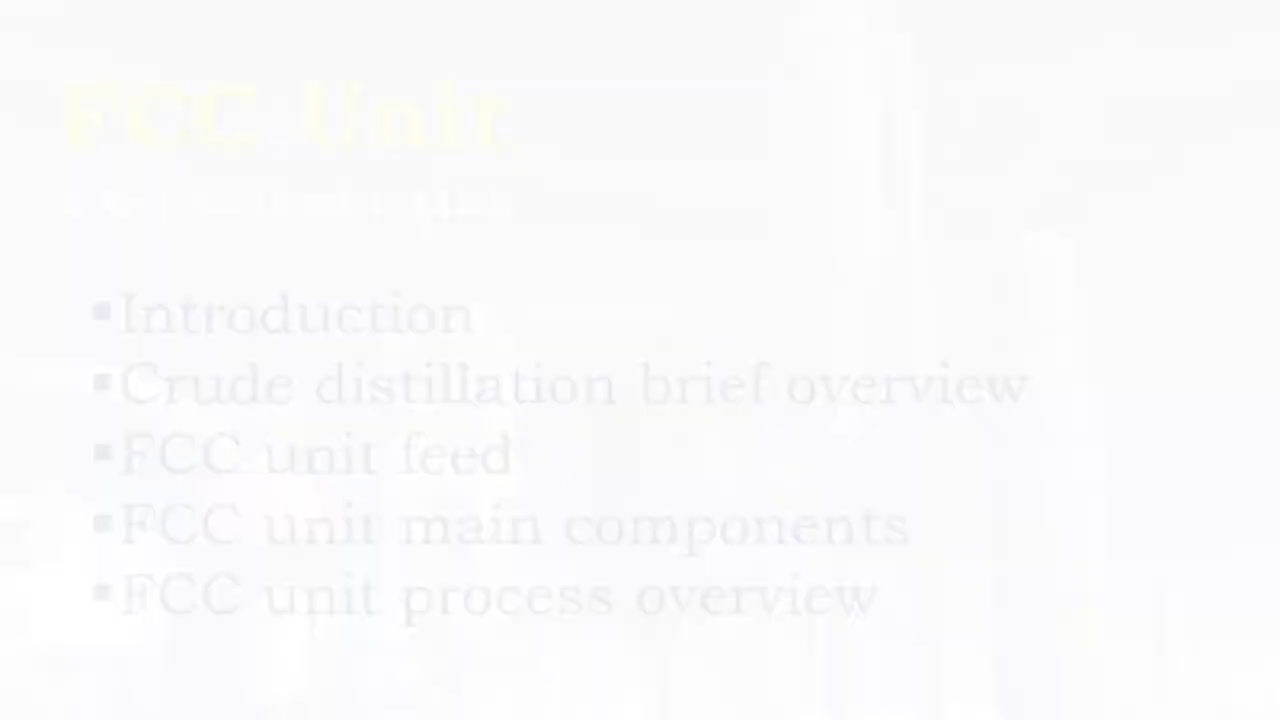 FCC Unit
▪Introduction
▪Crude distillation brief overview
▪FCC unit feed
▪FCC unit main components
▪FCC unit process overview